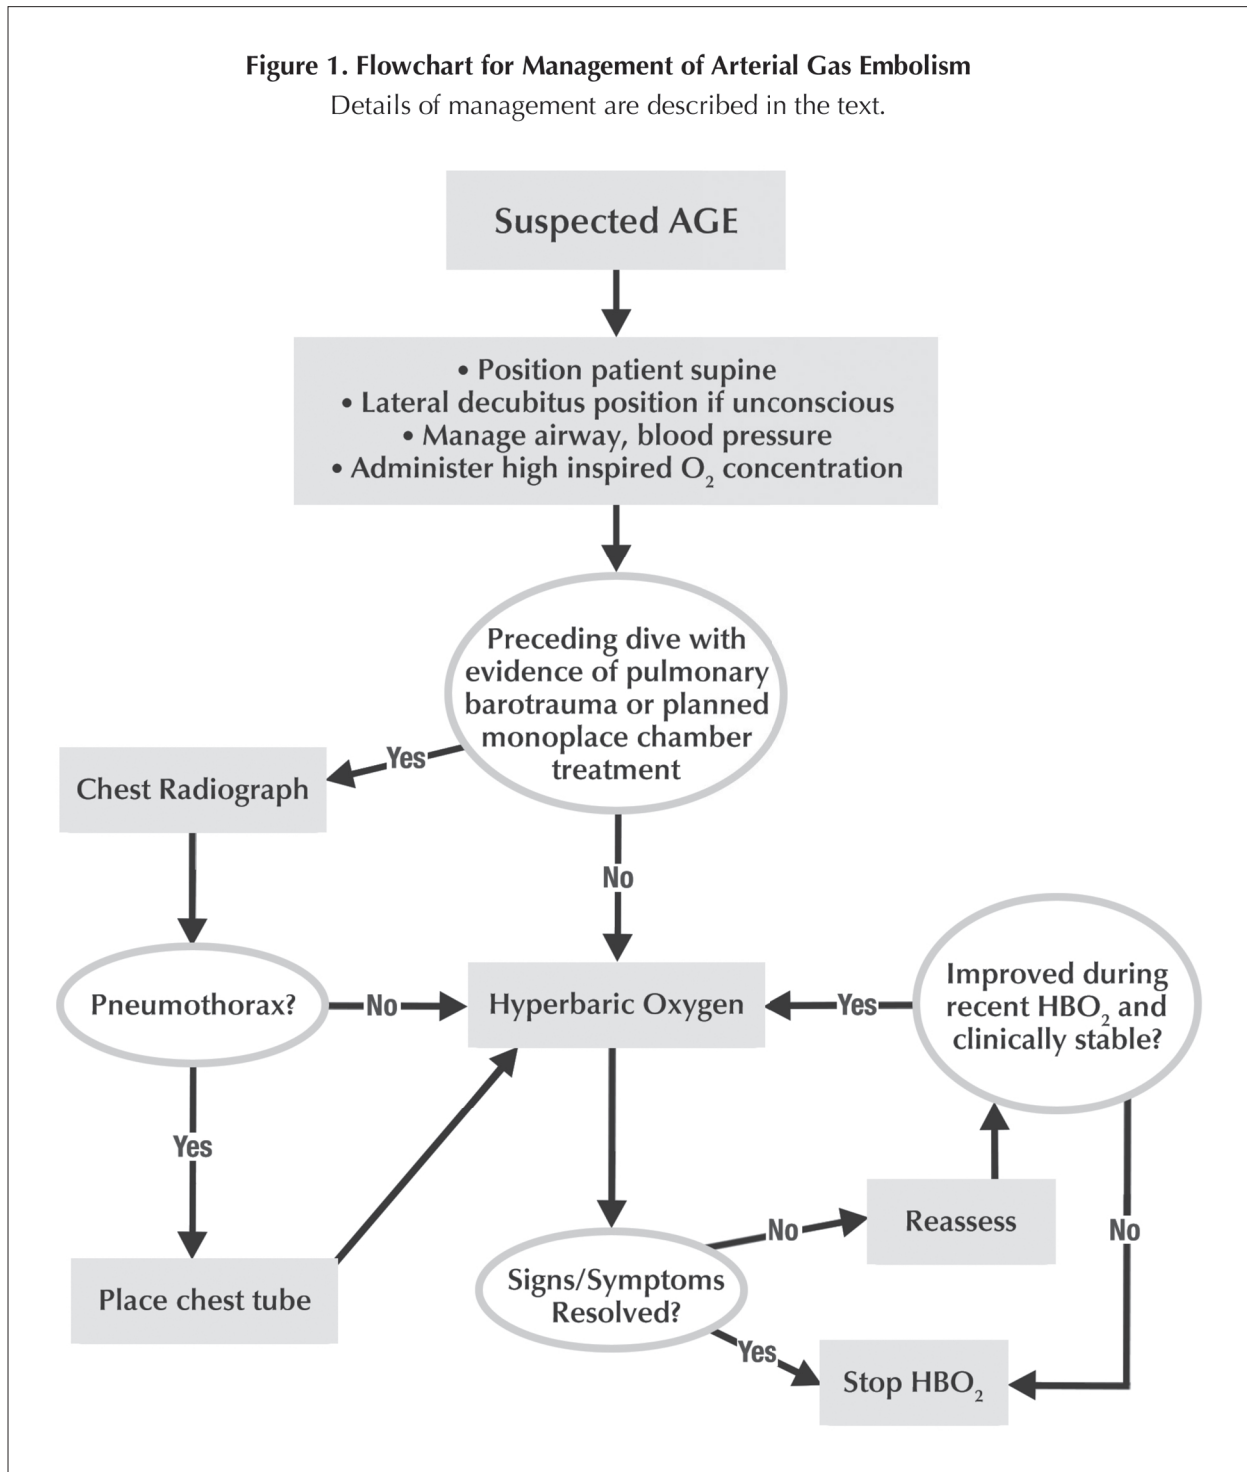 Figure 1. Flowchart for Management of Arterial Gas Embolism
Details of management are described in the text.
Suspected AGE
• Position patient supine
• Lateral decubitus position if unconscious
• Manage airway, blood pressure
• Administer high inspired O₂ concentration
Preceding dive with
evidence of pulmonary
barotrauma or planned
monoplace chamber
treatment
Yes
Chest Radiograph
No
Pneumothorax?
No
Hyperbaric Oxygen
Yes
Improved during
recent HBO₂ and
clinically stable?
Yes
Place chest tube
Signs/Symptoms
Resolved?
No
Reassess
No
Yes
Stop HBO₂